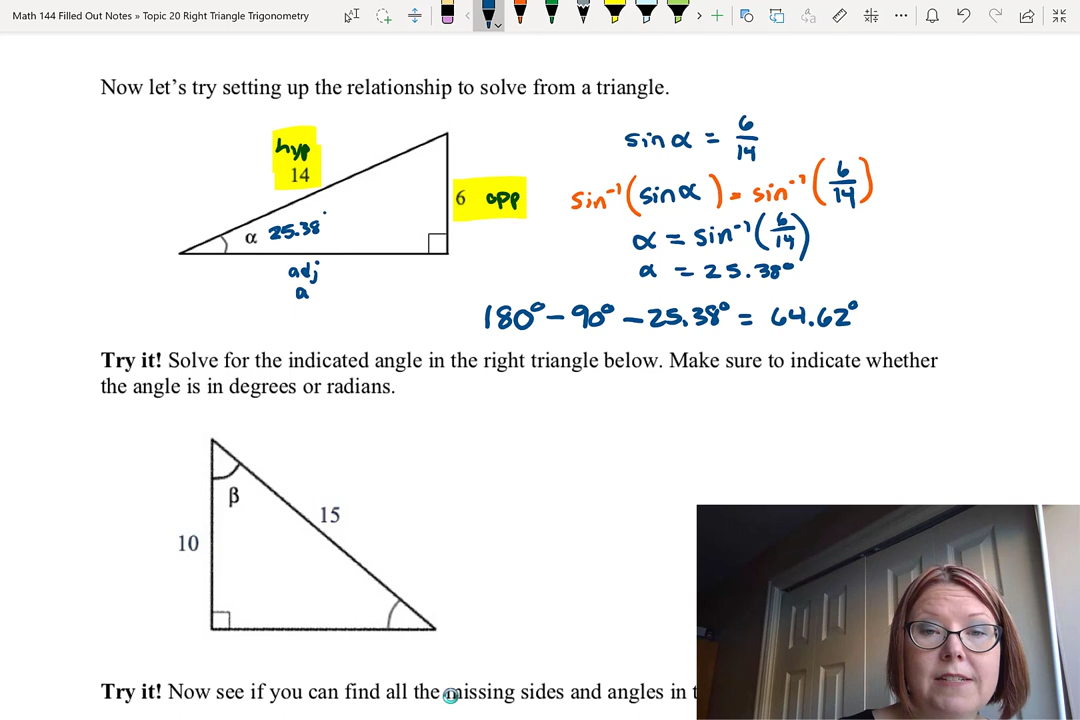 Math 144 Filled Out Notes » Topic 20 Right Triangle Trigonometry
Now let's try setting up the relationship to solve from a triangle.
hyp
14
6 opp
α 25.38°
adj
a
sin α = 6/14
sin⁻¹(sin α) = sin⁻¹(6/14)
α = sin⁻¹(6/14)
α = 25.38°
180° − 90° − 25.38° = 64.62°
Try it! Solve for the indicated angle in the right triangle below. Make sure to indicate whether
the angle is in degrees or radians.
β
15
10
Try it! Now see if you can find all the missing sides and angles in t